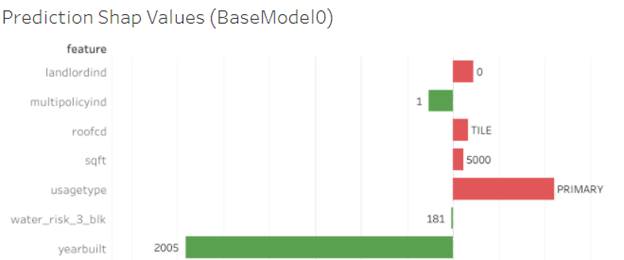 Prediction Shap Values (BaseModel0)
feature
landlordind 0
multipolicyind 1
roofcd TILE
sqft 5000
usagetype PRIMARY
water_risk_3_blk 181
yearbuilt 2005